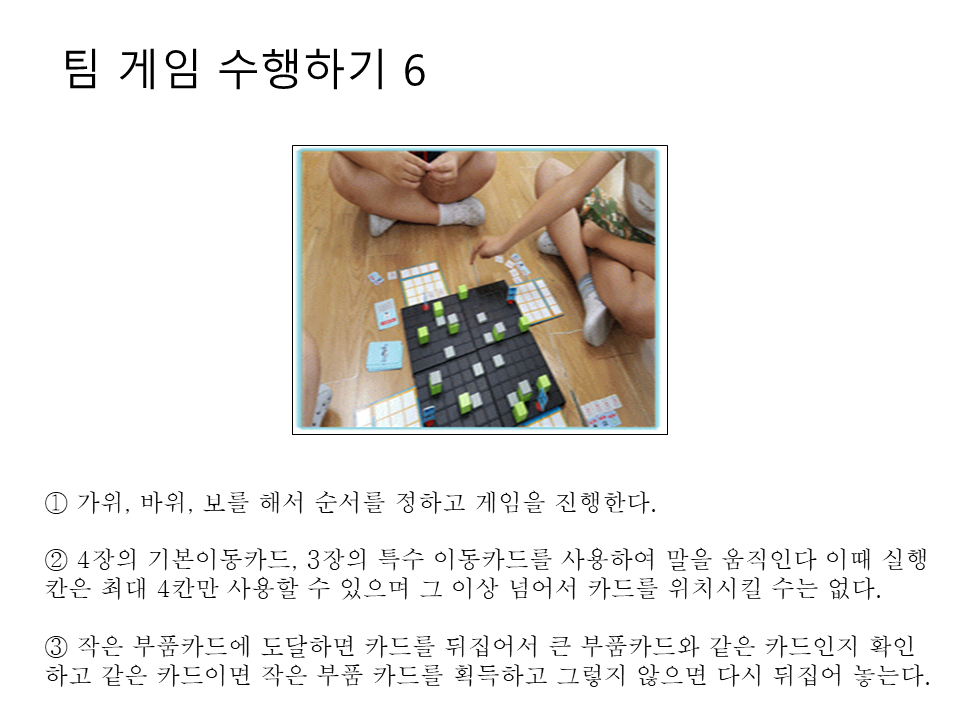 팀 게임 수행하기 6
① 가위, 바위, 보를 해서 순서를 정하고 게임을 진행한다.
② 4장의 기본이동카드, 3장의 특수 이동카드를 사용하여 말을 움직인다 이때 실행
칸은 최대 4칸만 사용할 수 있으며 그 이상 넘어서 카드를 위치시킬 수는 없다.
③ 작은 부품카드에 도달하면 카드를 뒤집어서 큰 부품카드와 같은 카드인지 확인
하고 같은 카드이면 작은 부품 카드를 획득하고 그렇지 않으면 다시 뒤집어 놓는다.